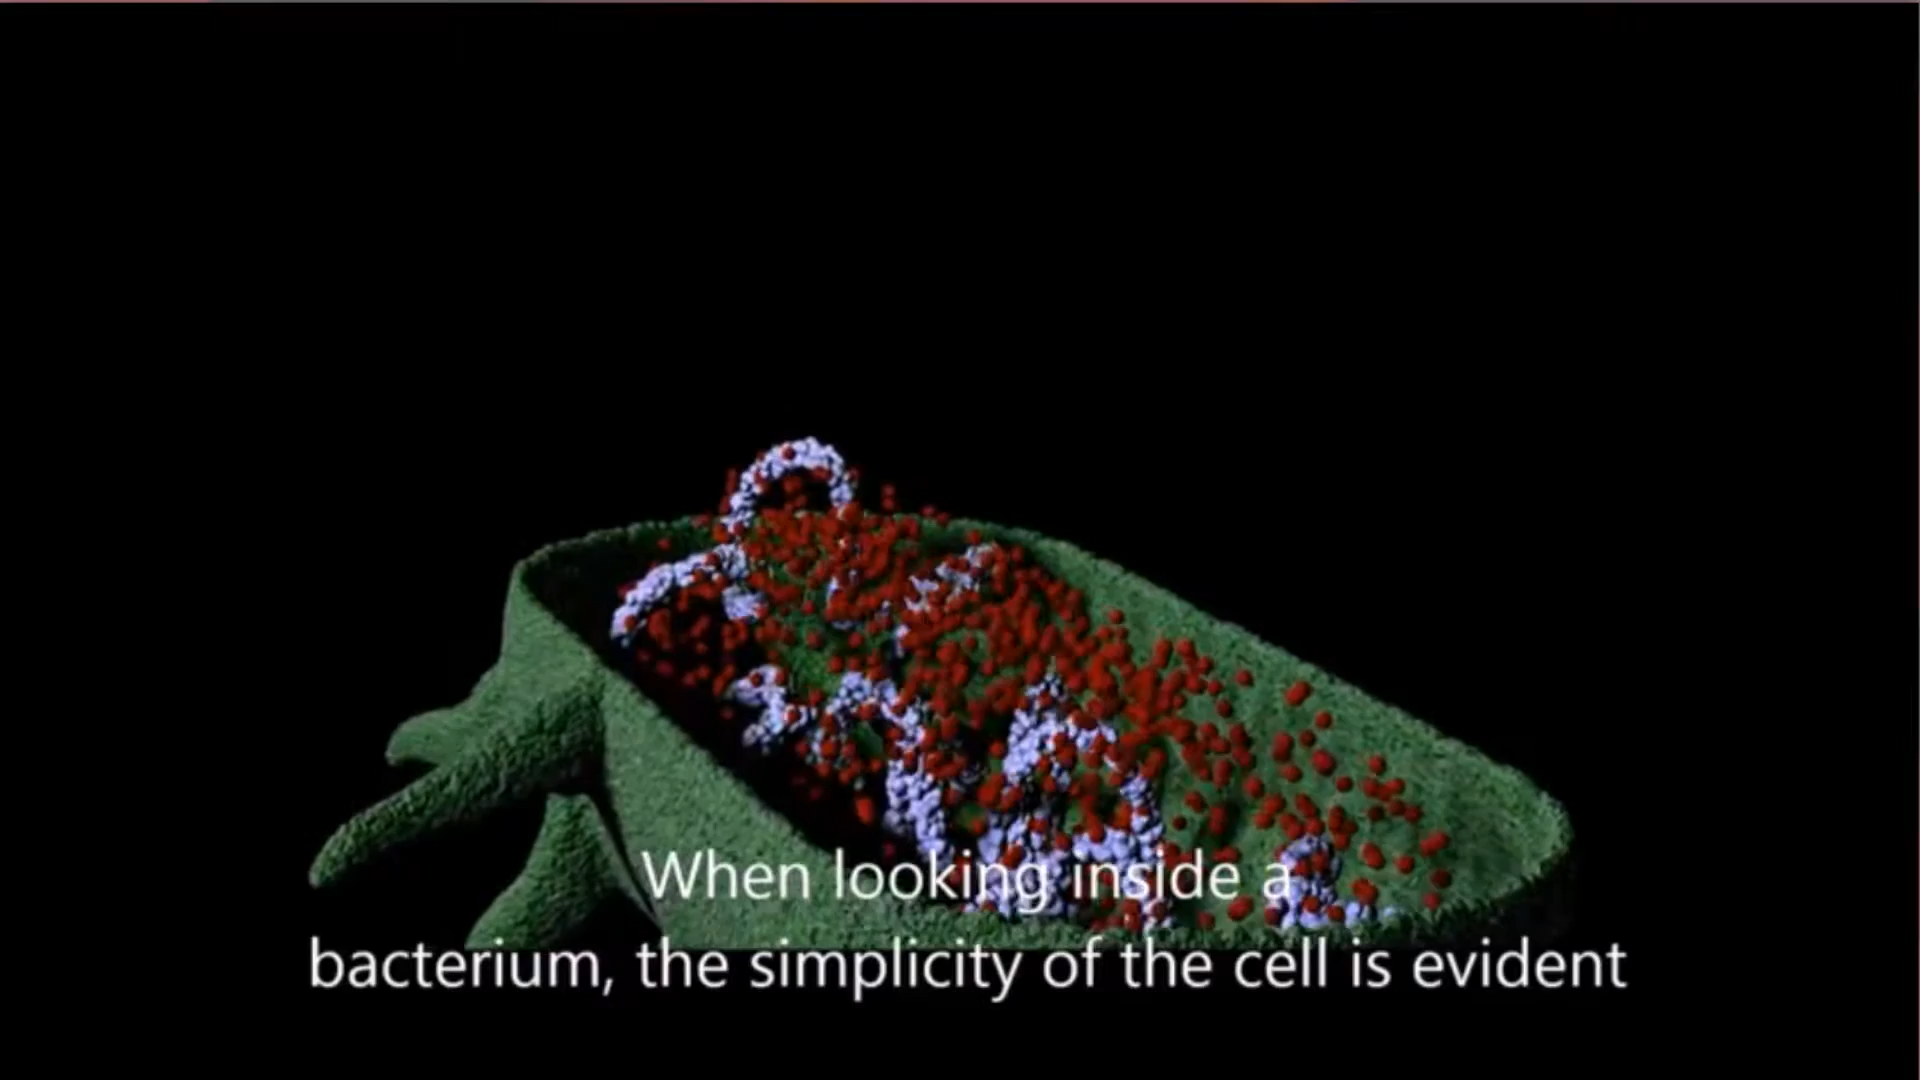 When looking inside a
bacterium, the simplicity of the cell is evident